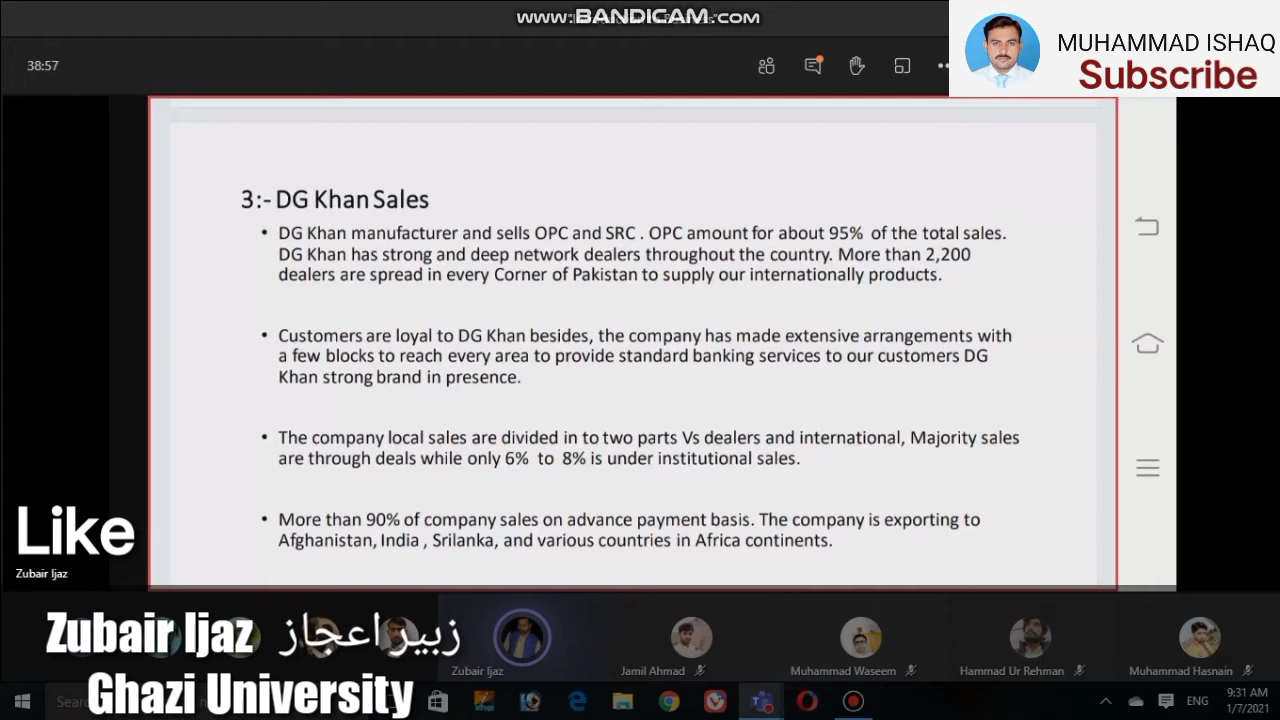 WWW.BANDICAM.COM
38:57
MUHAMMAD ISHAQ
Subscribe
3:- DG Khan Sales
• DG Khan manufacturer and sells OPC and SRC . OPC amount for about 95% of the total sales.
DG Khan has strong and deep network dealers throughout the country. More than 2,200
dealers are spread in every Corner of Pakistan to supply our internationally products.
• Customers are loyal to DG Khan besides, the company has made extensive arrangements with
a few blocks to reach every area to provide standard banking services to our customers DG
Khan strong brand in presence.
• The company local sales are divided in to two parts Vs dealers and international, Majority sales
are through deals while only 6% to 8% is under institutional sales.
• More than 90% of company sales on advance payment basis. The company is exporting to
Afghanistan, India , Srilanka, and various countries in Africa continents.
Like
Zubair Ijaz
Zubair Ijaz زبیر اعجاز
Ghazi University
Zubair Ijaz
Jamil Ahmad
Muhammad Waseem
Hammad Ur Rehman
Muhammad Hasnain
Sear
ENG
9:31 AM
1/7/2021